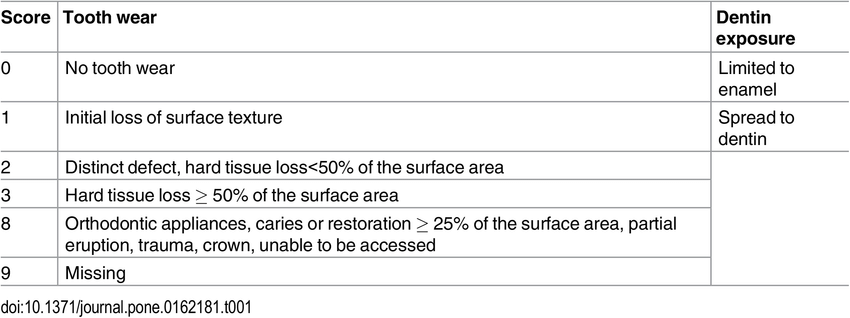 Score Tooth wear Dentin
exposure
0 No tooth wear Limited to
enamel
1 Initial loss of surface texture Spread to
dentin
2 Distinct defect, hard tissue loss<50% of the surface area
3 Hard tissue loss ≥ 50% of the surface area
8 Orthodontic appliances, caries or restoration ≥ 25% of the surface area, partial
eruption, trauma, crown, unable to be accessed
9 Missing
doi:10.1371/journal.pone.0162181.t001